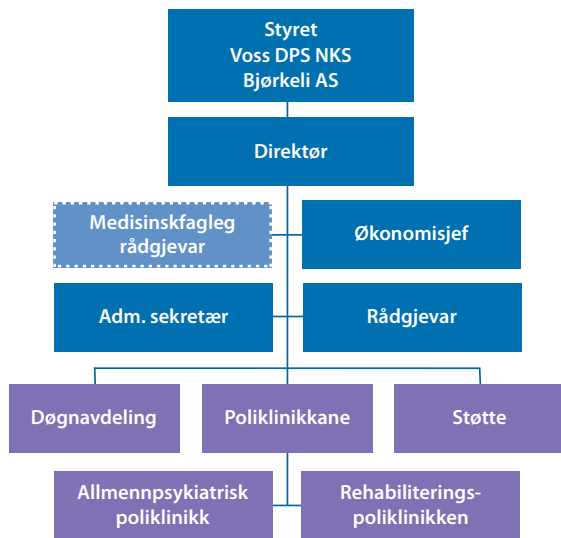 Styret
Voss DPS NKS
Bjørkeli AS
Direktør
Medisinskfagleg
rådgjevar
Økonomisjef
Adm. sekretær
Rådgjevar
Døgnavdeling
Poliklinikkane
Støtte
Allmennpsykiatrisk
poliklinikk
Rehabiliterings-
poliklinikken